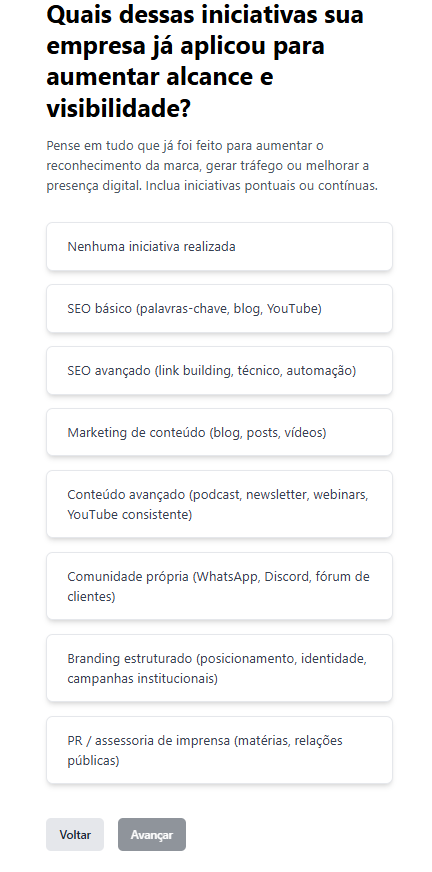 Quais dessas iniciativas sua
empresa já aplicou para
aumentar alcance e
visibilidade?
Pense em tudo que já foi feito para aumentar o
reconhecimento da marca, gerar tráfego ou melhorar a
presença digital. Inclua iniciativas pontuais ou contínuas.
Nenhuma iniciativa realizada
SEO básico (palavras-chave, blog, YouTube)
SEO avançado (link building, técnico, automação)
Marketing de conteúdo (blog, posts, vídeos)
Conteúdo avançado (podcast, newsletter, webinars,
YouTube consistente)
Comunidade própria (WhatsApp, Discord, fórum de
clientes)
Branding estruturado (posicionamento, identidade,
campanhas institucionais)
PR / assessoria de imprensa (matérias, relações
públicas)
Voltar
Avançar